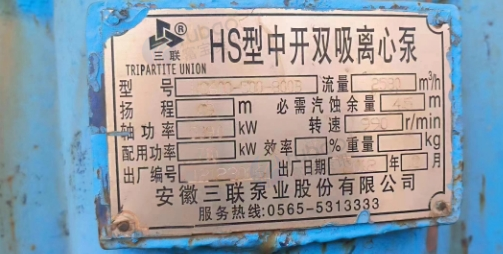 三联®
TRIPARTITE UNION
HS型中开双吸离心泵
型 号 流量 m³/h
扬 程 m 必需汽蚀余量 m
轴功率 kW 转速 r/min
配用功率 kW 效率 % 重量 kg
出厂编号 出厂日期 年 月
安徽三联泵业股份有限公司
服务热线:0565-5313333